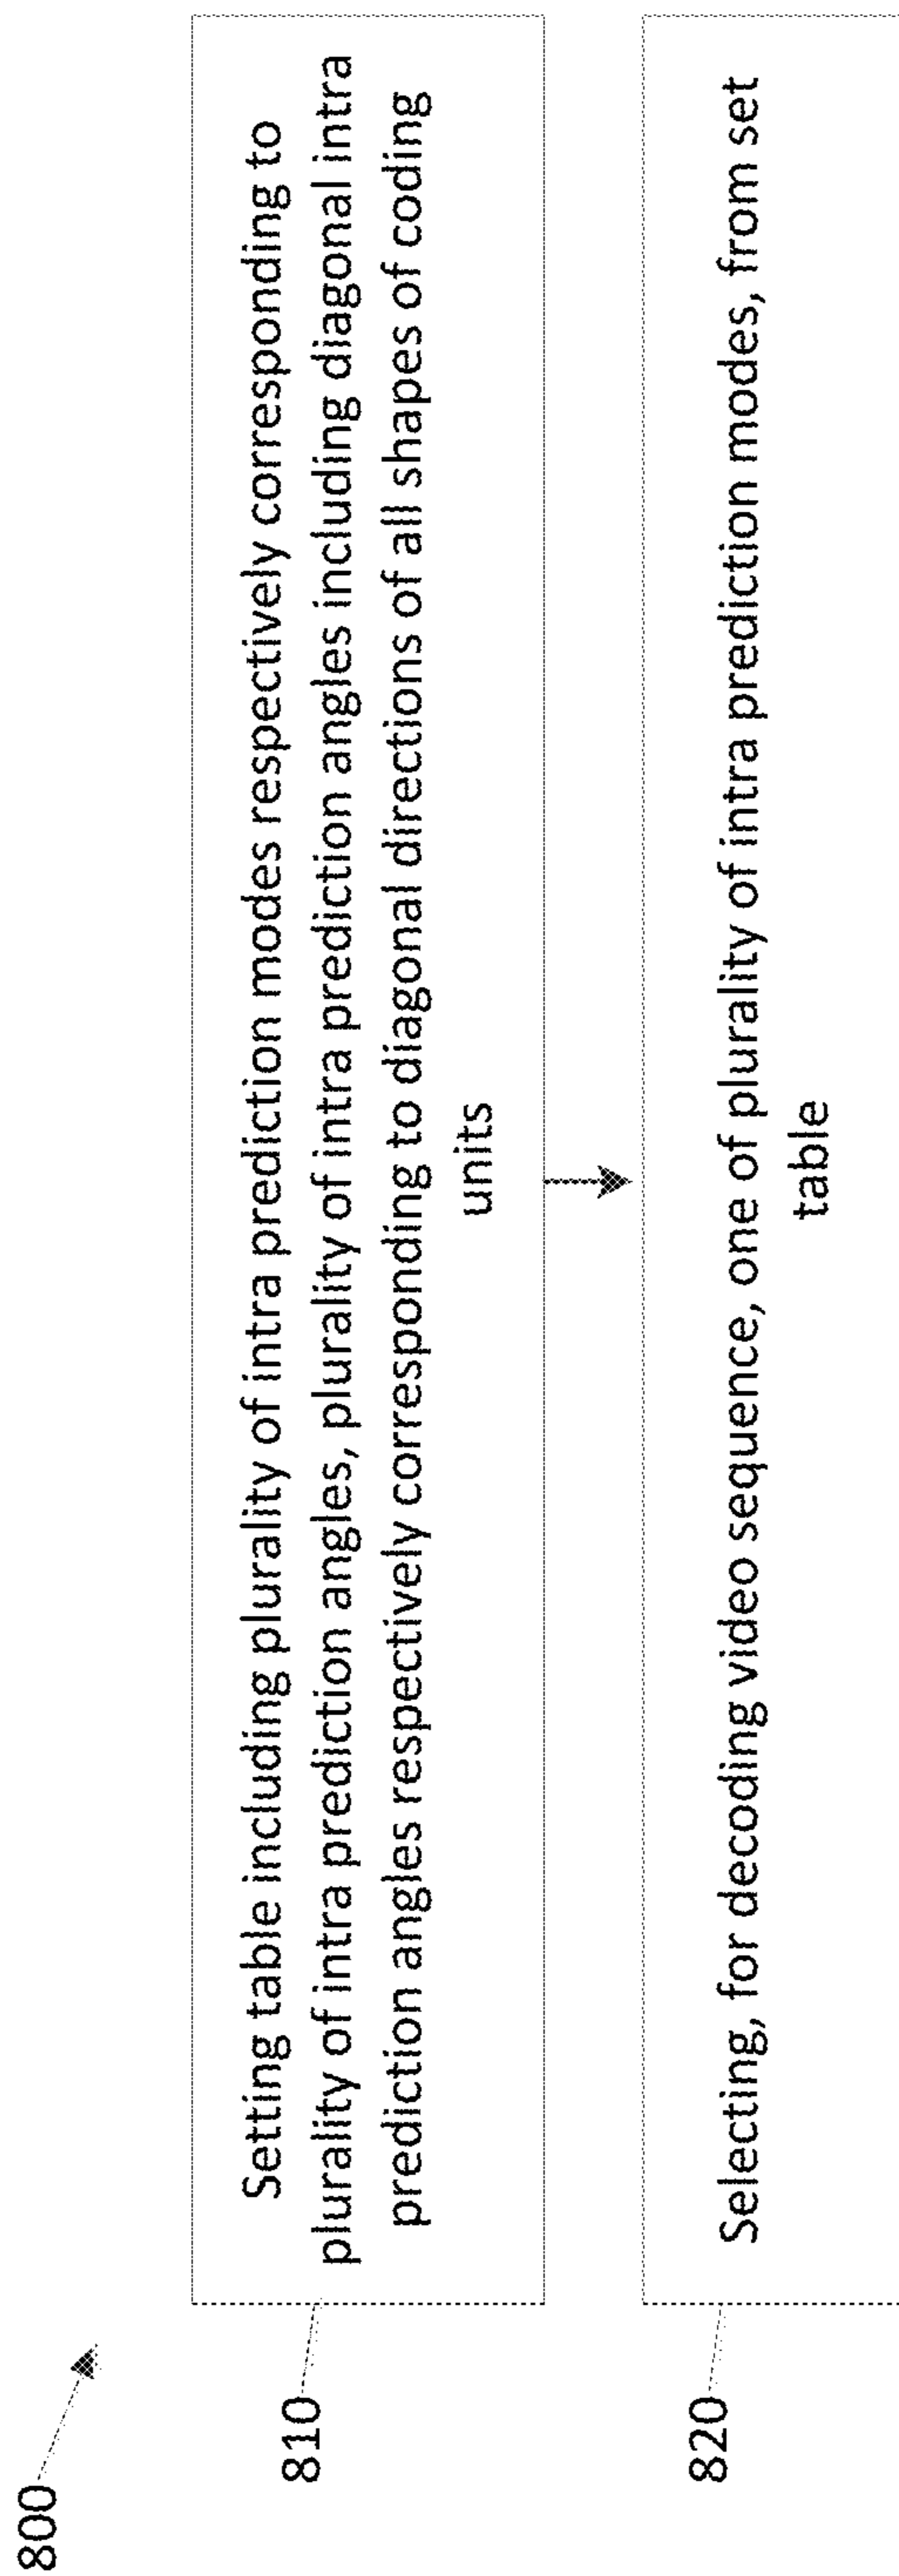 800
810
Setting table including plurality of intra prediction modes respectively corresponding to
plurality of intra prediction angles, plurality of intra prediction angles including diagonal intra
prediction angles respectively corresponding to diagonal directions of all shapes of coding
units
820
Selecting, for decoding video sequence, one of plurality of intra prediction modes, from set
table